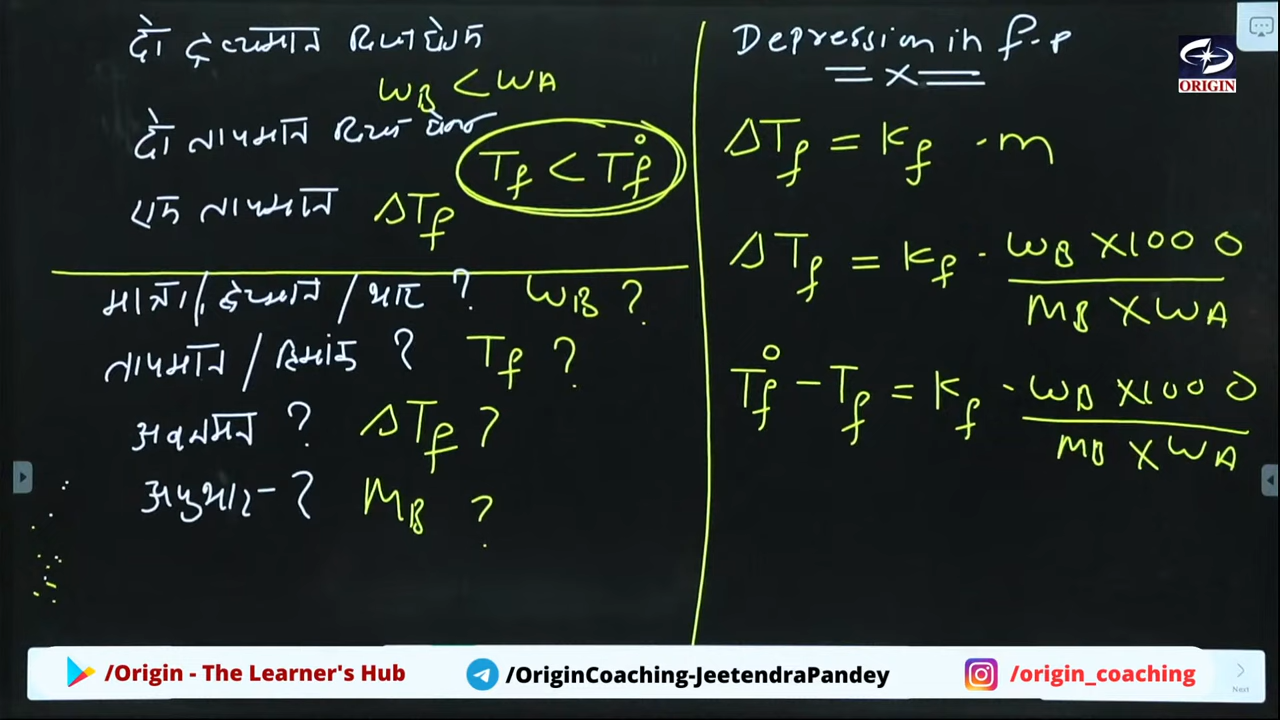 दो द्रव्यमान दिया होगा
WB < WA
दो तापमान दिया होगा
Tf < T°f
एक तापमान ΔTf
मात्रा / द्रव्यमान / भार ? WB ?
तापमान / हिमांक ? Tf ?
अवनमन ? ΔTf ?
अणुभार - ? MB ?
Depression in f.p
= × =
ΔTf = Kf · m
ΔTf = Kf · WB X1000
MB X WA
T°f - Tf = Kf · WB X1000
MB X WA
ORIGIN
/Origin - The Learner's Hub
/OriginCoaching-JeetendraPandey
/origin_coaching
Next